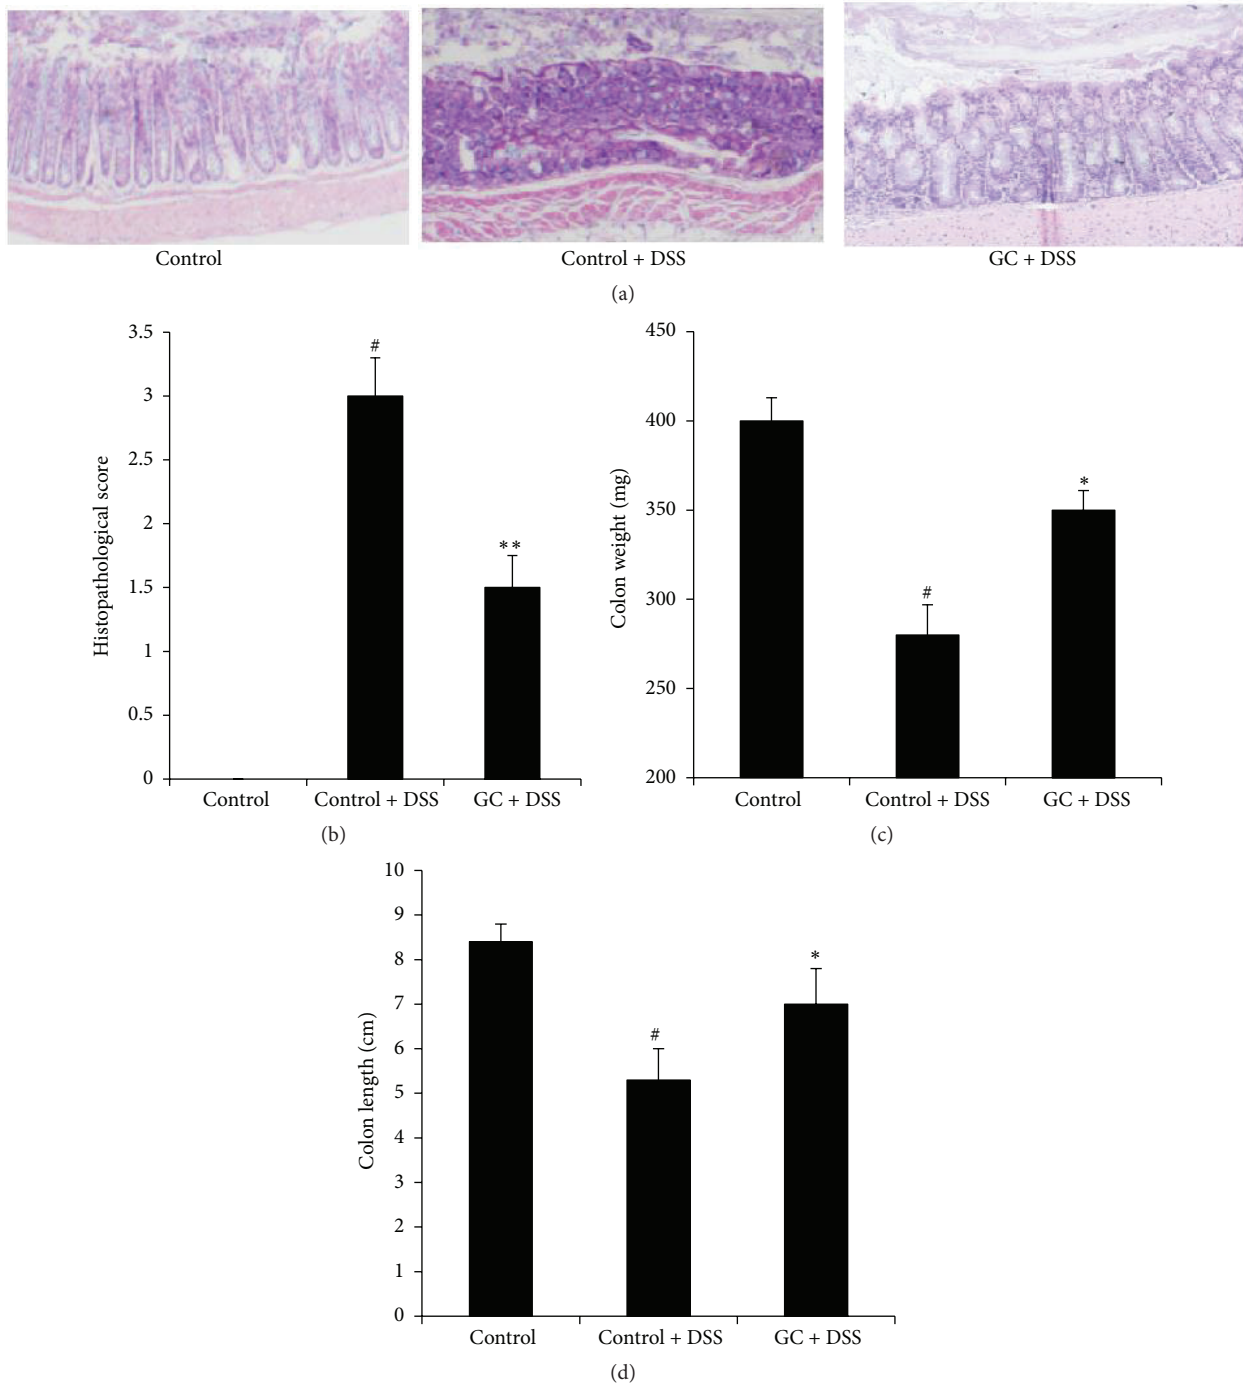 Control
Control + DSS
GC + DSS
(a)
Histopathological score
3.5
3
2.5
2
1.5
1
0.5
0
#
**
Control
Control + DSS
GC + DSS
(b)
Colon weight (mg)
450
400
350
300
250
200
#
*
Control
Control + DSS
GC + DSS
(c)
Colon length (cm)
10
9
8
7
6
5
4
3
2
1
0
#
*
Control
Control + DSS
GC + DSS
(d)